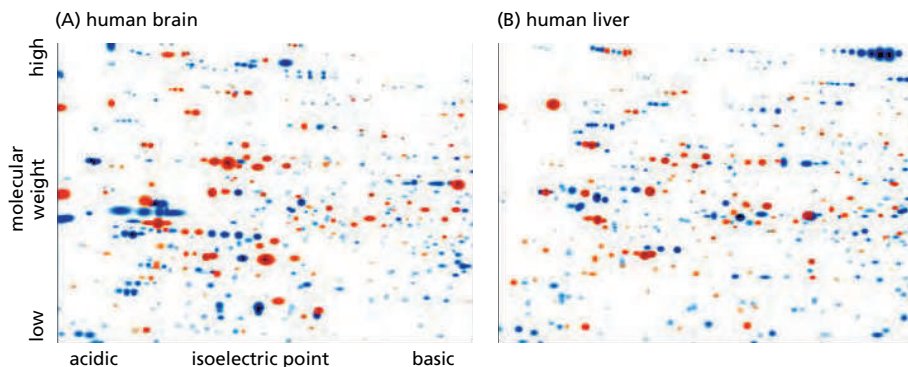 (A) human brain
(B) human liver
high
molecular
weight
low
acidic
isoelectric point
basic